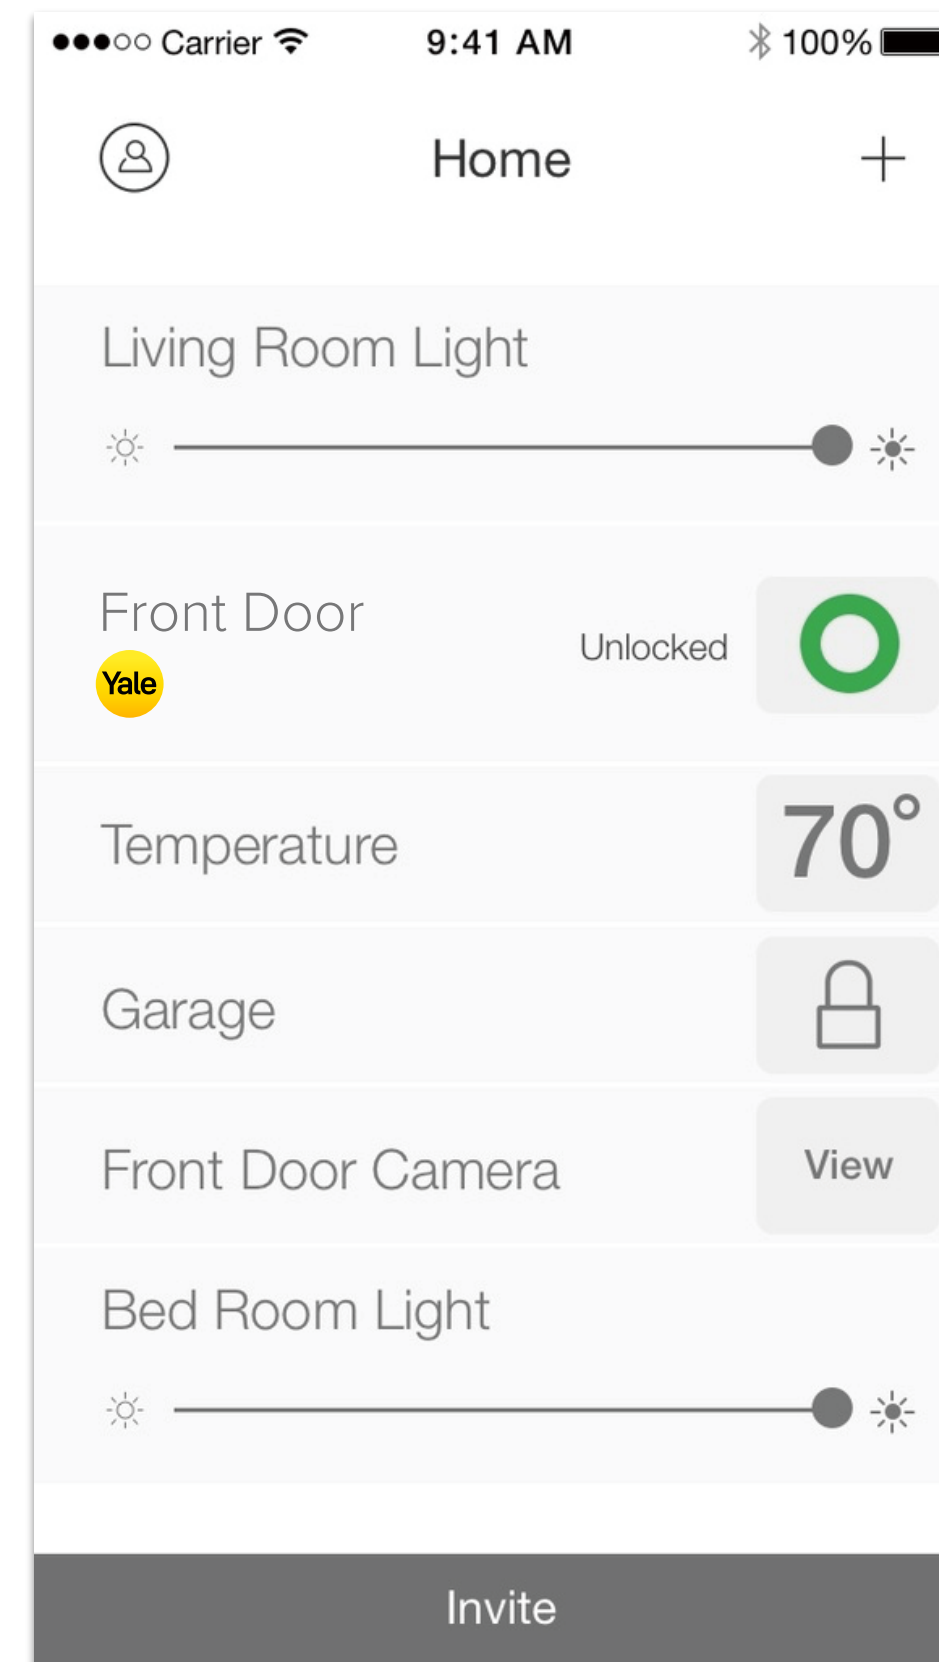 Carrier 9:41 AM 100%
Home
Living Room Light
Front Door
Yale
Unlocked
Temperature
70°
Garage
Front Door Camera
View
Bed Room Light
Invite